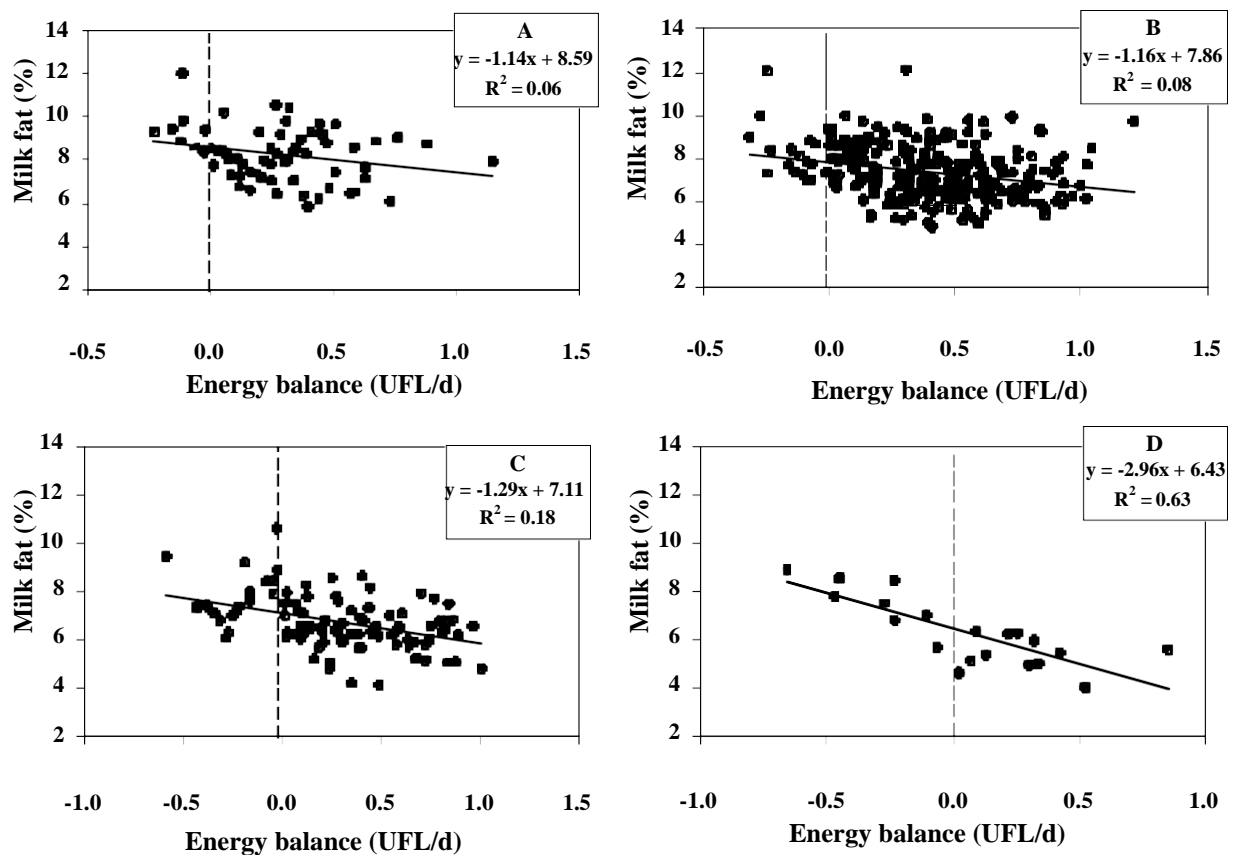 A
y = -1.14x + 8.59
R² = 0.06
Milk fat (%)
14
12
10
8
6
4
2
-0.5 0.0 0.5 1.0 1.5
Energy balance (UFL/d)
B
y = -1.16x + 7.86
R² = 0.08
Milk fat (%)
14
12
10
8
6
4
2
-0.5 0.0 0.5 1.0 1.5
Energy balance (UFL/d)
C
y = -1.29x + 7.11
R² = 0.18
Milk fat (%)
14
12
10
8
6
4
2
-1.0 -0.5 0.0 0.5 1.0 1.5
Energy balance (UFL/d)
D
y = -2.96x + 6.43
R² = 0.63
Milk fat (%)
14
12
10
8
6
4
2
-1.0 -0.5 0.0 0.5 1.0
Energy balance (UFL/d)